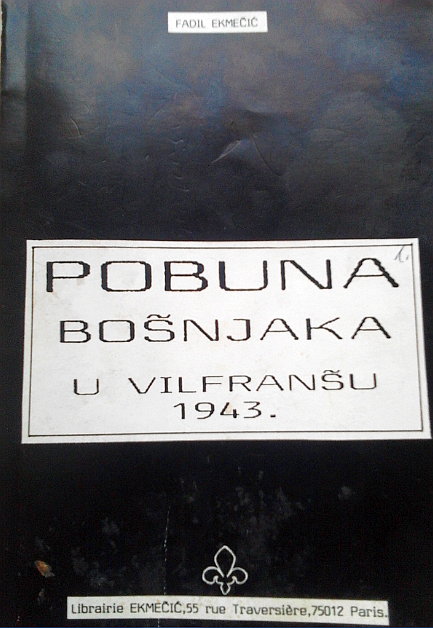 FADIL EKMEČIĆ
POBUNA
BOŠNJAKA
U VILFRANŠU
1943.
Librairie EKMEČIĆ,55 rue Traversière,75012 Paris.